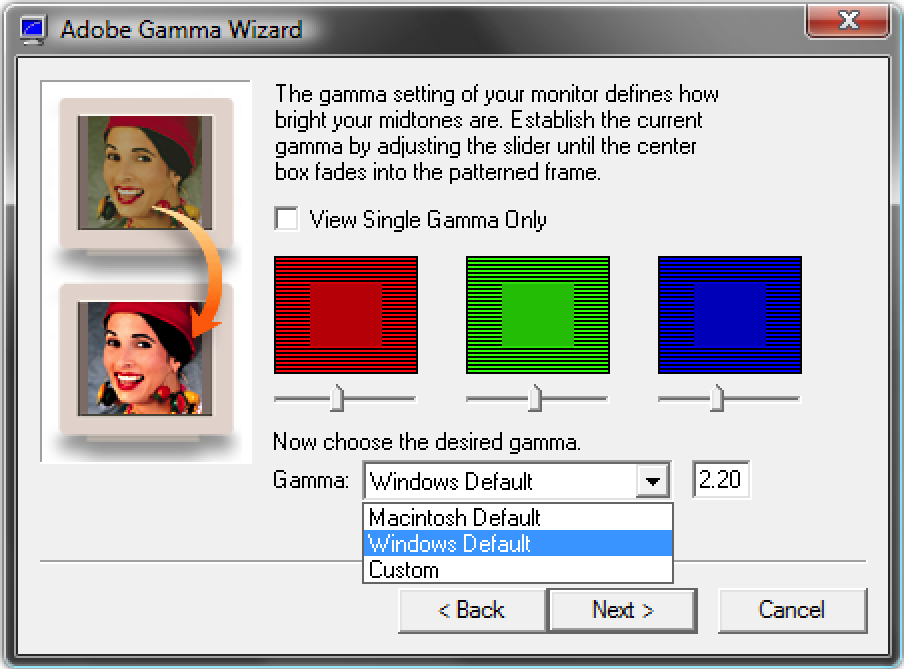 Adobe Gamma Wizard
The gamma setting of your monitor defines how
bright your midtones are. Establish the current
gamma by adjusting the slider until the center
box fades into the patterned frame.
View Single Gamma Only
Now choose the desired gamma.
Gamma: Windows Default 2.20
Macintosh Default
Windows Default
Custom
< Back Next > Cancel